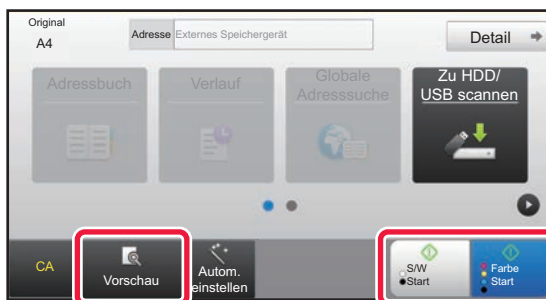 Original
A4
Adresse Externes Speichergerät
Detail
Adressbuch
Verlauf
Globale
Adresssuche
Zu HDD/
USB scannen
CA
Vorschau
Autom.
einstellen
S/W
Start
Farbe
Start